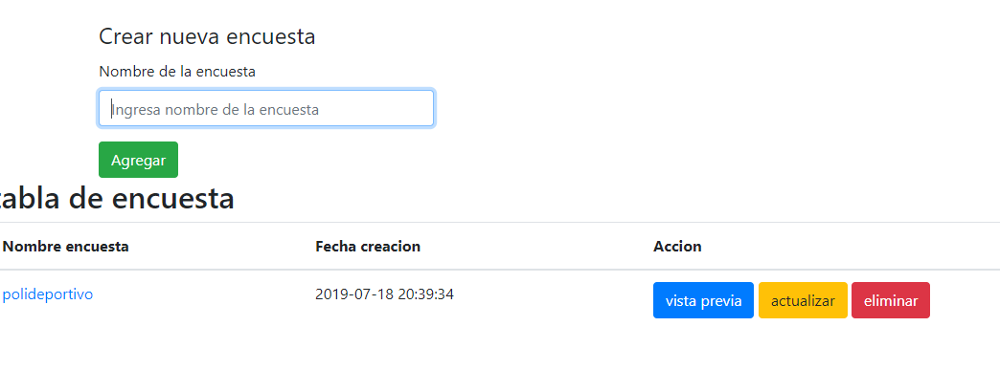 Crear nueva encuesta
Nombre de la encuesta
Ingresa nombre de la encuesta
Agregar
tabla de encuesta
Nombre encuesta Fecha creacion Accion
polideportivo 2019-07-18 20:39:34 vista previa actualizar eliminar